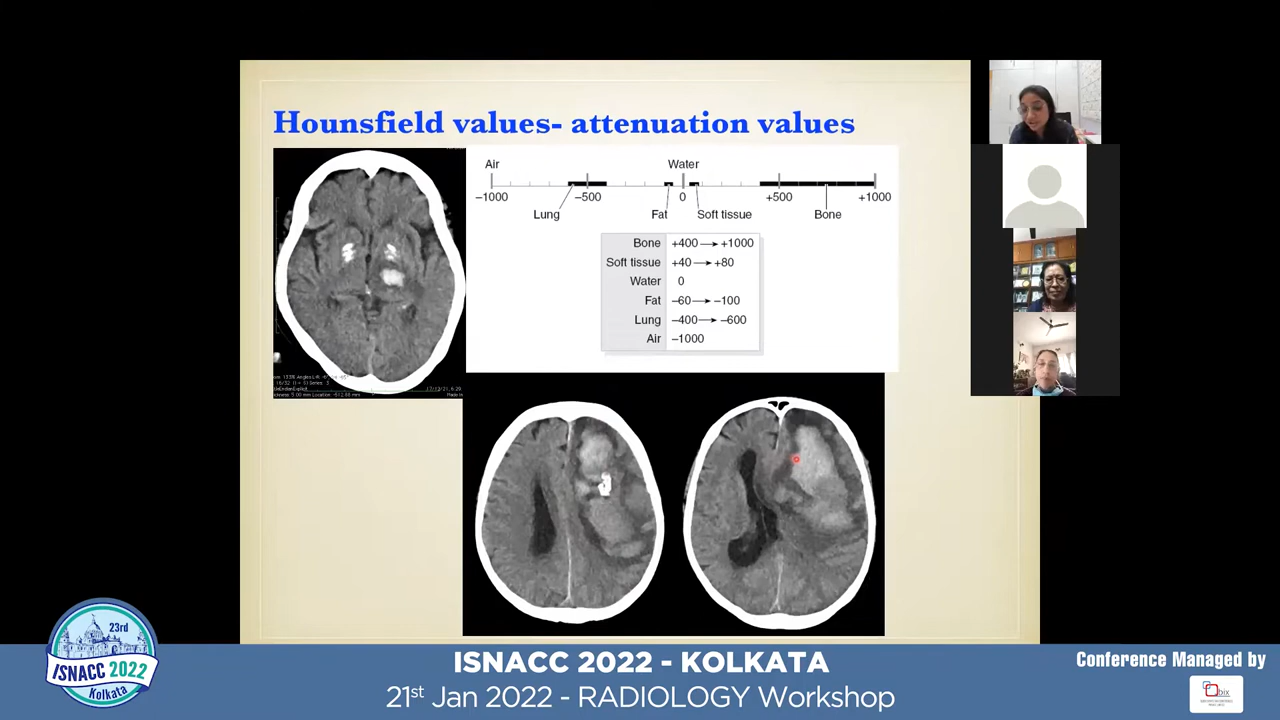 Hounsfield values- attenuation values
Air
Water
–1000
–500
0
+500
+1000
Lung
Fat
Soft tissue
Bone
Bone +400 → +1000
Soft tissue +40 → +80
Water 0
Fat –60 → –100
Lung –400 → –600
Air –1000
23rd
ISNACC 2022
Kolkata
ISNACC 2022 - KOLKATA
21st Jan 2022 - RADIOLOGY Workshop
Conference Managed by